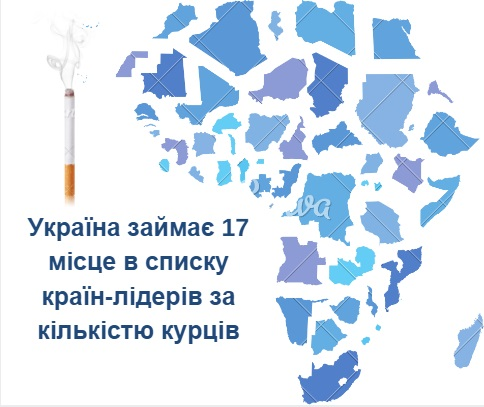 Україна займає 17
місце в списку
країн-лідерів за
кількістю курців